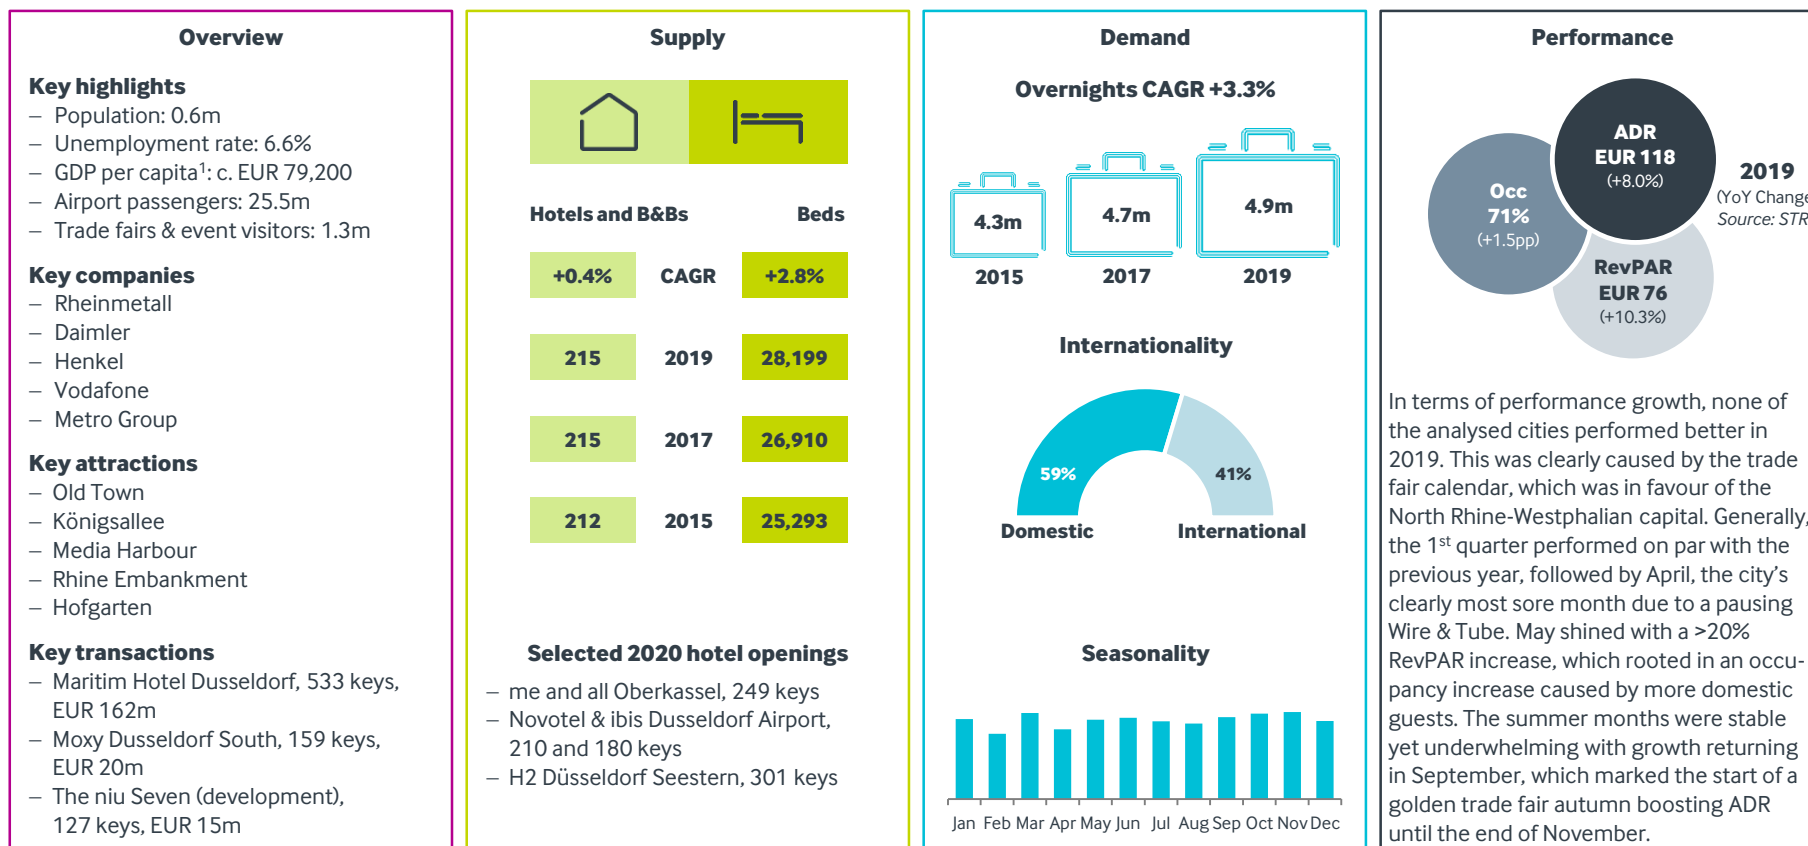 Overview
Key highlights
– Population: 0.6m
– Unemployment rate: 6.6%
– GDP per capita¹: c. EUR 79,200
– Airport passengers: 25.5m
– Trade fairs & event visitors: 1.3m
Key companies
– Rheinmetall
– Daimler
– Henkel
– Vodafone
– Metro Group
Key attractions
– Old Town
– Königsallee
– Media Harbour
– Rhine Embankment
– Hofgarten
Key transactions
– Maritim Hotel Dusseldorf, 533 keys,
EUR 162m
– Moxy Dusseldorf South, 159 keys,
EUR 20m
– The niu Seven (development),
127 keys, EUR 15m
Supply
Hotels and B&Bs Beds
+0.4% CAGR +2.8%
215 2019 28,199
215 2017 26,910
212 2015 25,293
Selected 2020 hotel openings
– me and all Oberkassel, 249 keys
– Novotel & ibis Dusseldorf Airport,
210 and 180 keys
– H2 Düsseldorf Seestern, 301 keys
Demand
Overnights CAGR +3.3%
4.3m 4.7m 4.9m
2015 2017 2019
Internationality
59% 41%
Domestic International
Seasonality
Jan Feb Mar Apr May Jun Jul Aug Sep Oct Nov Dec
Performance
ADR
EUR 118
(+8.0%)
Occ
71%
(+1.5pp)
RevPAR
EUR 76
(+10.3%)
2019
(YoY Change
Source: STR
In terms of performance growth, none of
the analysed cities performed better in
2019. This was clearly caused by the trade
fair calendar, which was in favour of the
North Rhine-Westphalian capital. Generally,
the 1st quarter performed on par with the
previous year, followed by April, the city's
clearly most sore month due to a pausing
Wire & Tube. May shined with a >20%
RevPAR increase, which rooted in an occu-
pancy increase caused by more domestic
guests. The summer months were stable
yet underwhelming with growth returning
in September, which marked the start of a
golden trade fair autumn boosting ADR
until the end of November.